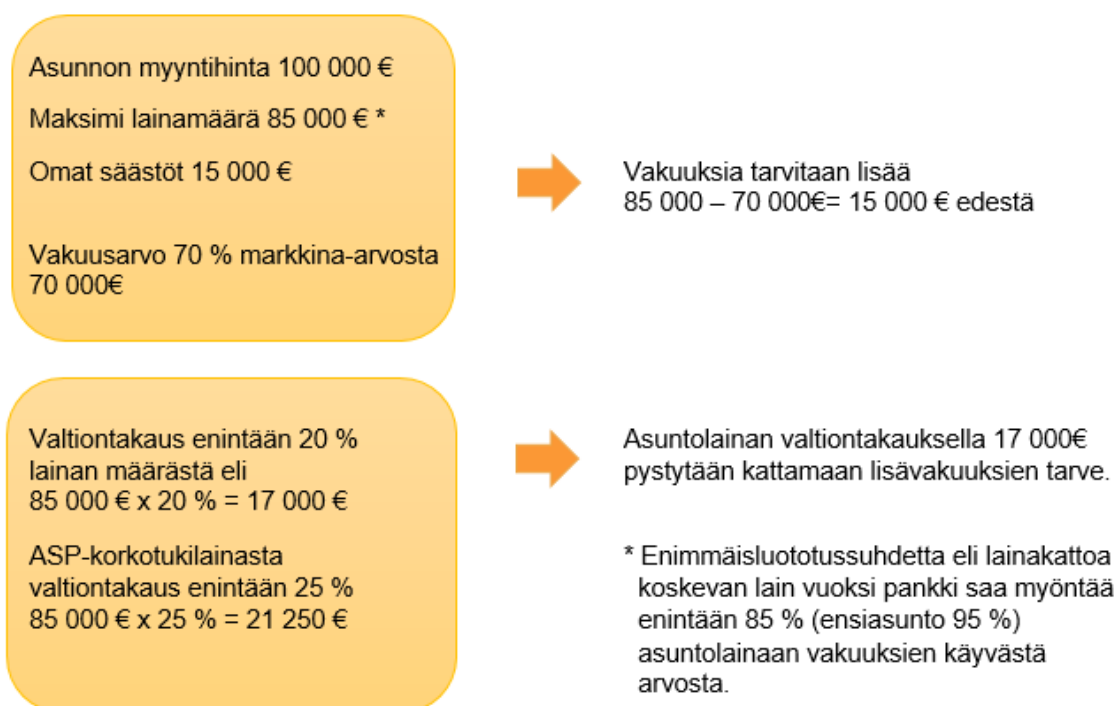 Asunnon myyntihinta 100 000 €
Maksimi lainamäärä 85 000 € *
Omat säästöt 15 000 €
Vakuusarvo 70 % markkina-arvosta
70 000€
Vakuuksia tarvitaan lisää
85 000 – 70 000€= 15 000 € edestä
Valtiontakaus enintään 20 %
lainan määrästä eli
85 000 € x 20 % = 17 000 €
ASP-korkotukilainasta
valtiontakaus enintään 25 %
85 000 € x 25 % = 21 250 €
Asuntolainan valtiontakauksella 17 000€
pystytään kattamaan lisävakuuksien tarve.
* Enimmäisluototussuhdetta eli lainakattoa
koskevan lain vuoksi pankki saa myöntää
enintään 85 % (ensiasunto 95 %)
asuntolainaan vakuuksien käyvästä
arvosta.